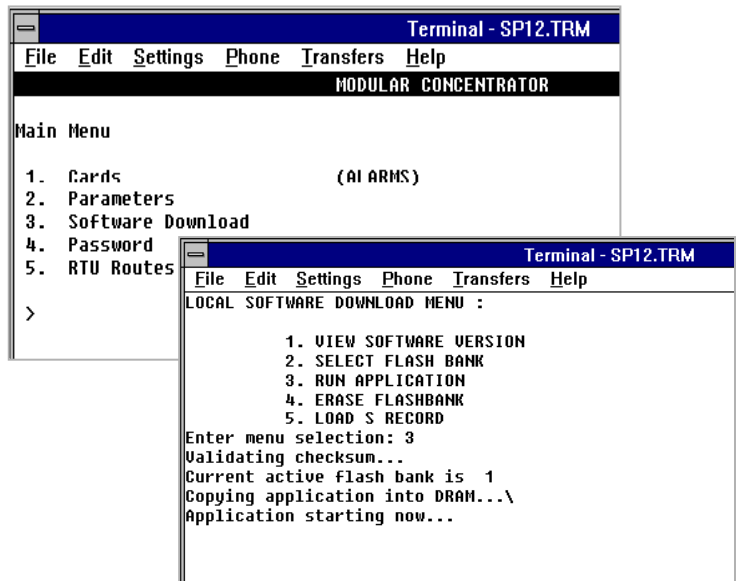 Terminal - SP12.TRM
File Edit Settings Phone Transfers Help
MODULAR CONCENTRATOR
Main Menu
1. Cards (ALARMS)
2. Parameters
3. Software Download
4. Password
5. RTU Routes
>
Terminal - SP12.TRM
File Edit Settings Phone Transfers Help
LOCAL SOFTWARE DOWNLOAD MENU :
1. VIEW SOFTWARE VERSION
2. SELECT FLASH BANK
3. RUN APPLICATION
4. ERASE FLASHBANK
5. LOAD S RECORD
Enter menu selection: 3
Validating checksum...
Current active flash bank is 1
Copying application into DRAM...\
Application starting now...